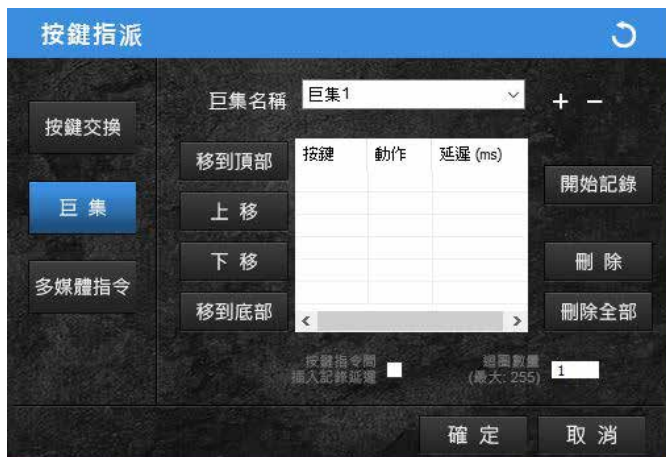 按鍵指派
巨集名稱 巨集1 + −
按鍵交換
巨集
多媒體指令
移到頂部
上移
下移
移到底部
按鍵 動作 延遲 (ms)
開始記錄
刪除
刪除全部
按鍵指令間
插入記錄延遲
迴圈數量
(最大: 255)
1
確定 取消